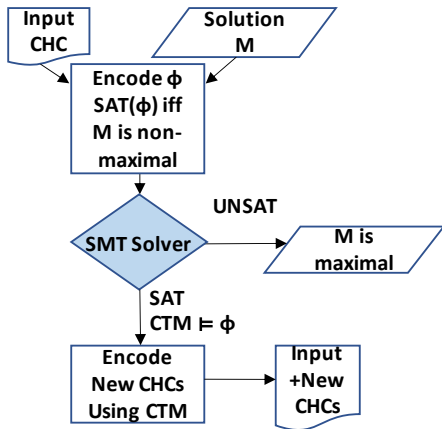 Input
CHC
Solution
M
Encode ϕ
SAT(ϕ) iff
M is non-
maximal
UNSAT
SMT Solver
M is
maximal
SAT
CTM ⊨ ϕ
Encode
New CHCs
Using CTM
Input
+New
CHCs